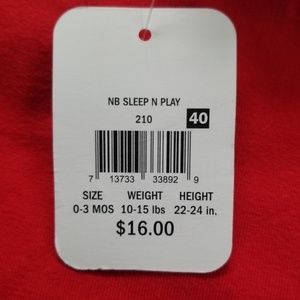 NB SLEEP N PLAY
210 40
7 13733 33892 9
SIZE WEIGHT HEIGHT
0-3 MOS 10-15 lbs 22-24 in.
$16.00